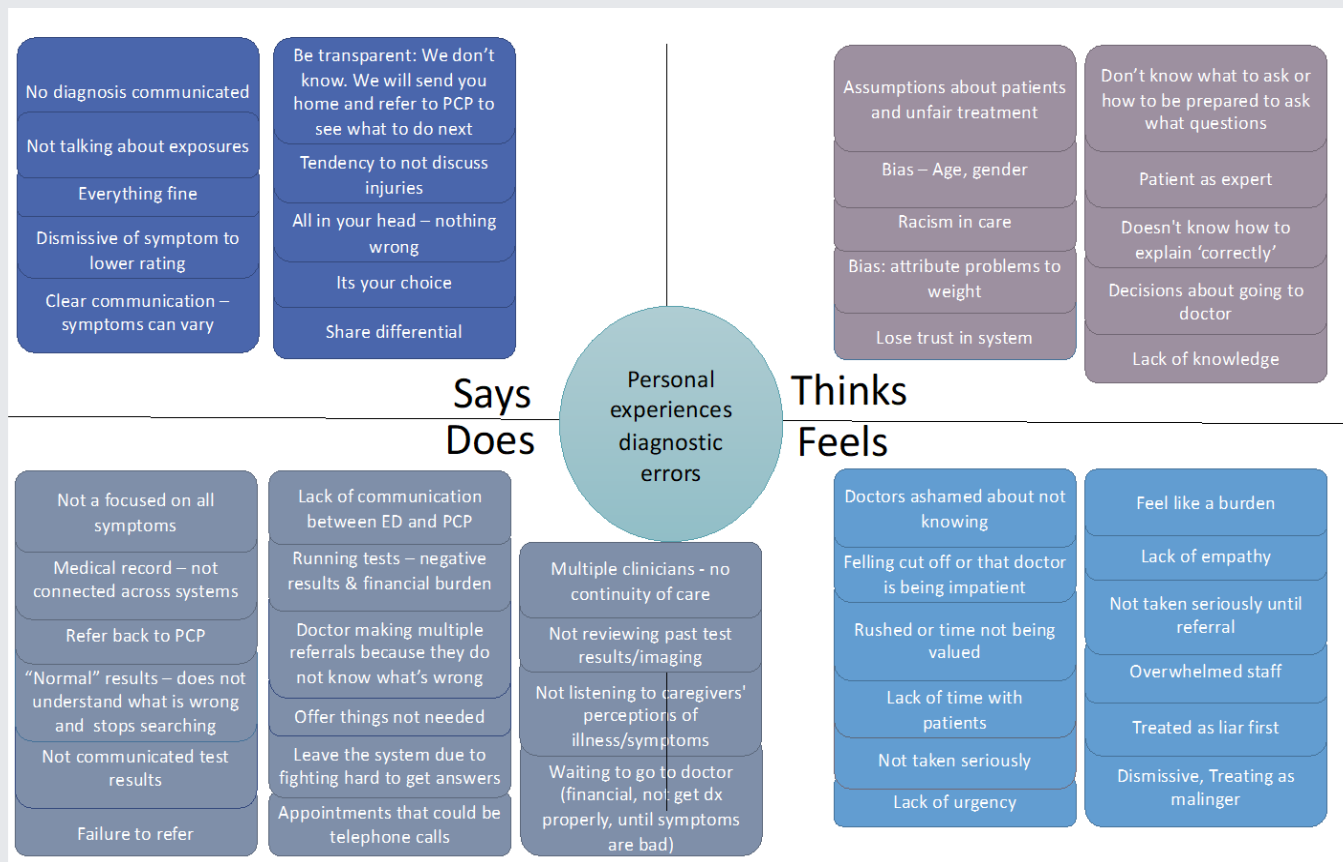 No diagnosis communicated
Not talking about exposures
Everything fine
Dismissive of symptom to
lower rating
Clear communication –
symptoms can vary
Be transparent: We don’t
know. We will send you
home and refer to PCP to
see what to do next
Tendency to not discuss
injuries
All in your head – nothing
wrong
Its your choice
Share differential
Assumptions about patients
and unfair treatment
Bias – Age, gender
Racism in care
Bias: attribute problems to
weight
Lose trust in system
Don’t know what to ask or
how to be prepared to ask
what questions
Patient as expert
Doesn't know how to
explain ‘correctly’
Decisions about going to
doctor
Lack of knowledge
Says
Thinks
Personal
experiences
diagnostic
errors
Does
Feels
Not a focused on all
symptoms
Medical record – not
connected across systems
Refer back to PCP
“Normal” results – does not
understand what is wrong
and stops searching
Not communicated test
results
Failure to refer
Lack of communication
between ED and PCP
Running tests – negative
results & financial burden
Doctor making multiple
referrals because they do
not know what’s wrong
Offer things not needed
Leave the system due to
fighting hard to get answers
Appointments that could be
telephone calls
Multiple clinicians - no
continuity of care
Not reviewing past test
results/imaging
Not listening to caregivers'
perceptions of
illness/symptoms
Waiting to go to doctor
(financial, not get dx
properly, until symptoms
are bad)
Doctors ashamed about not
knowing
Felling cut off or that doctor
is being impatient
Rushed or time not being
valued
Lack of time with
patients
Not taken seriously
Lack of urgency
Feel like a burden
Lack of empathy
Not taken seriously until
referral
Overwhelmed staff
Treated as liar first
Dismissive, Treating as
malinger